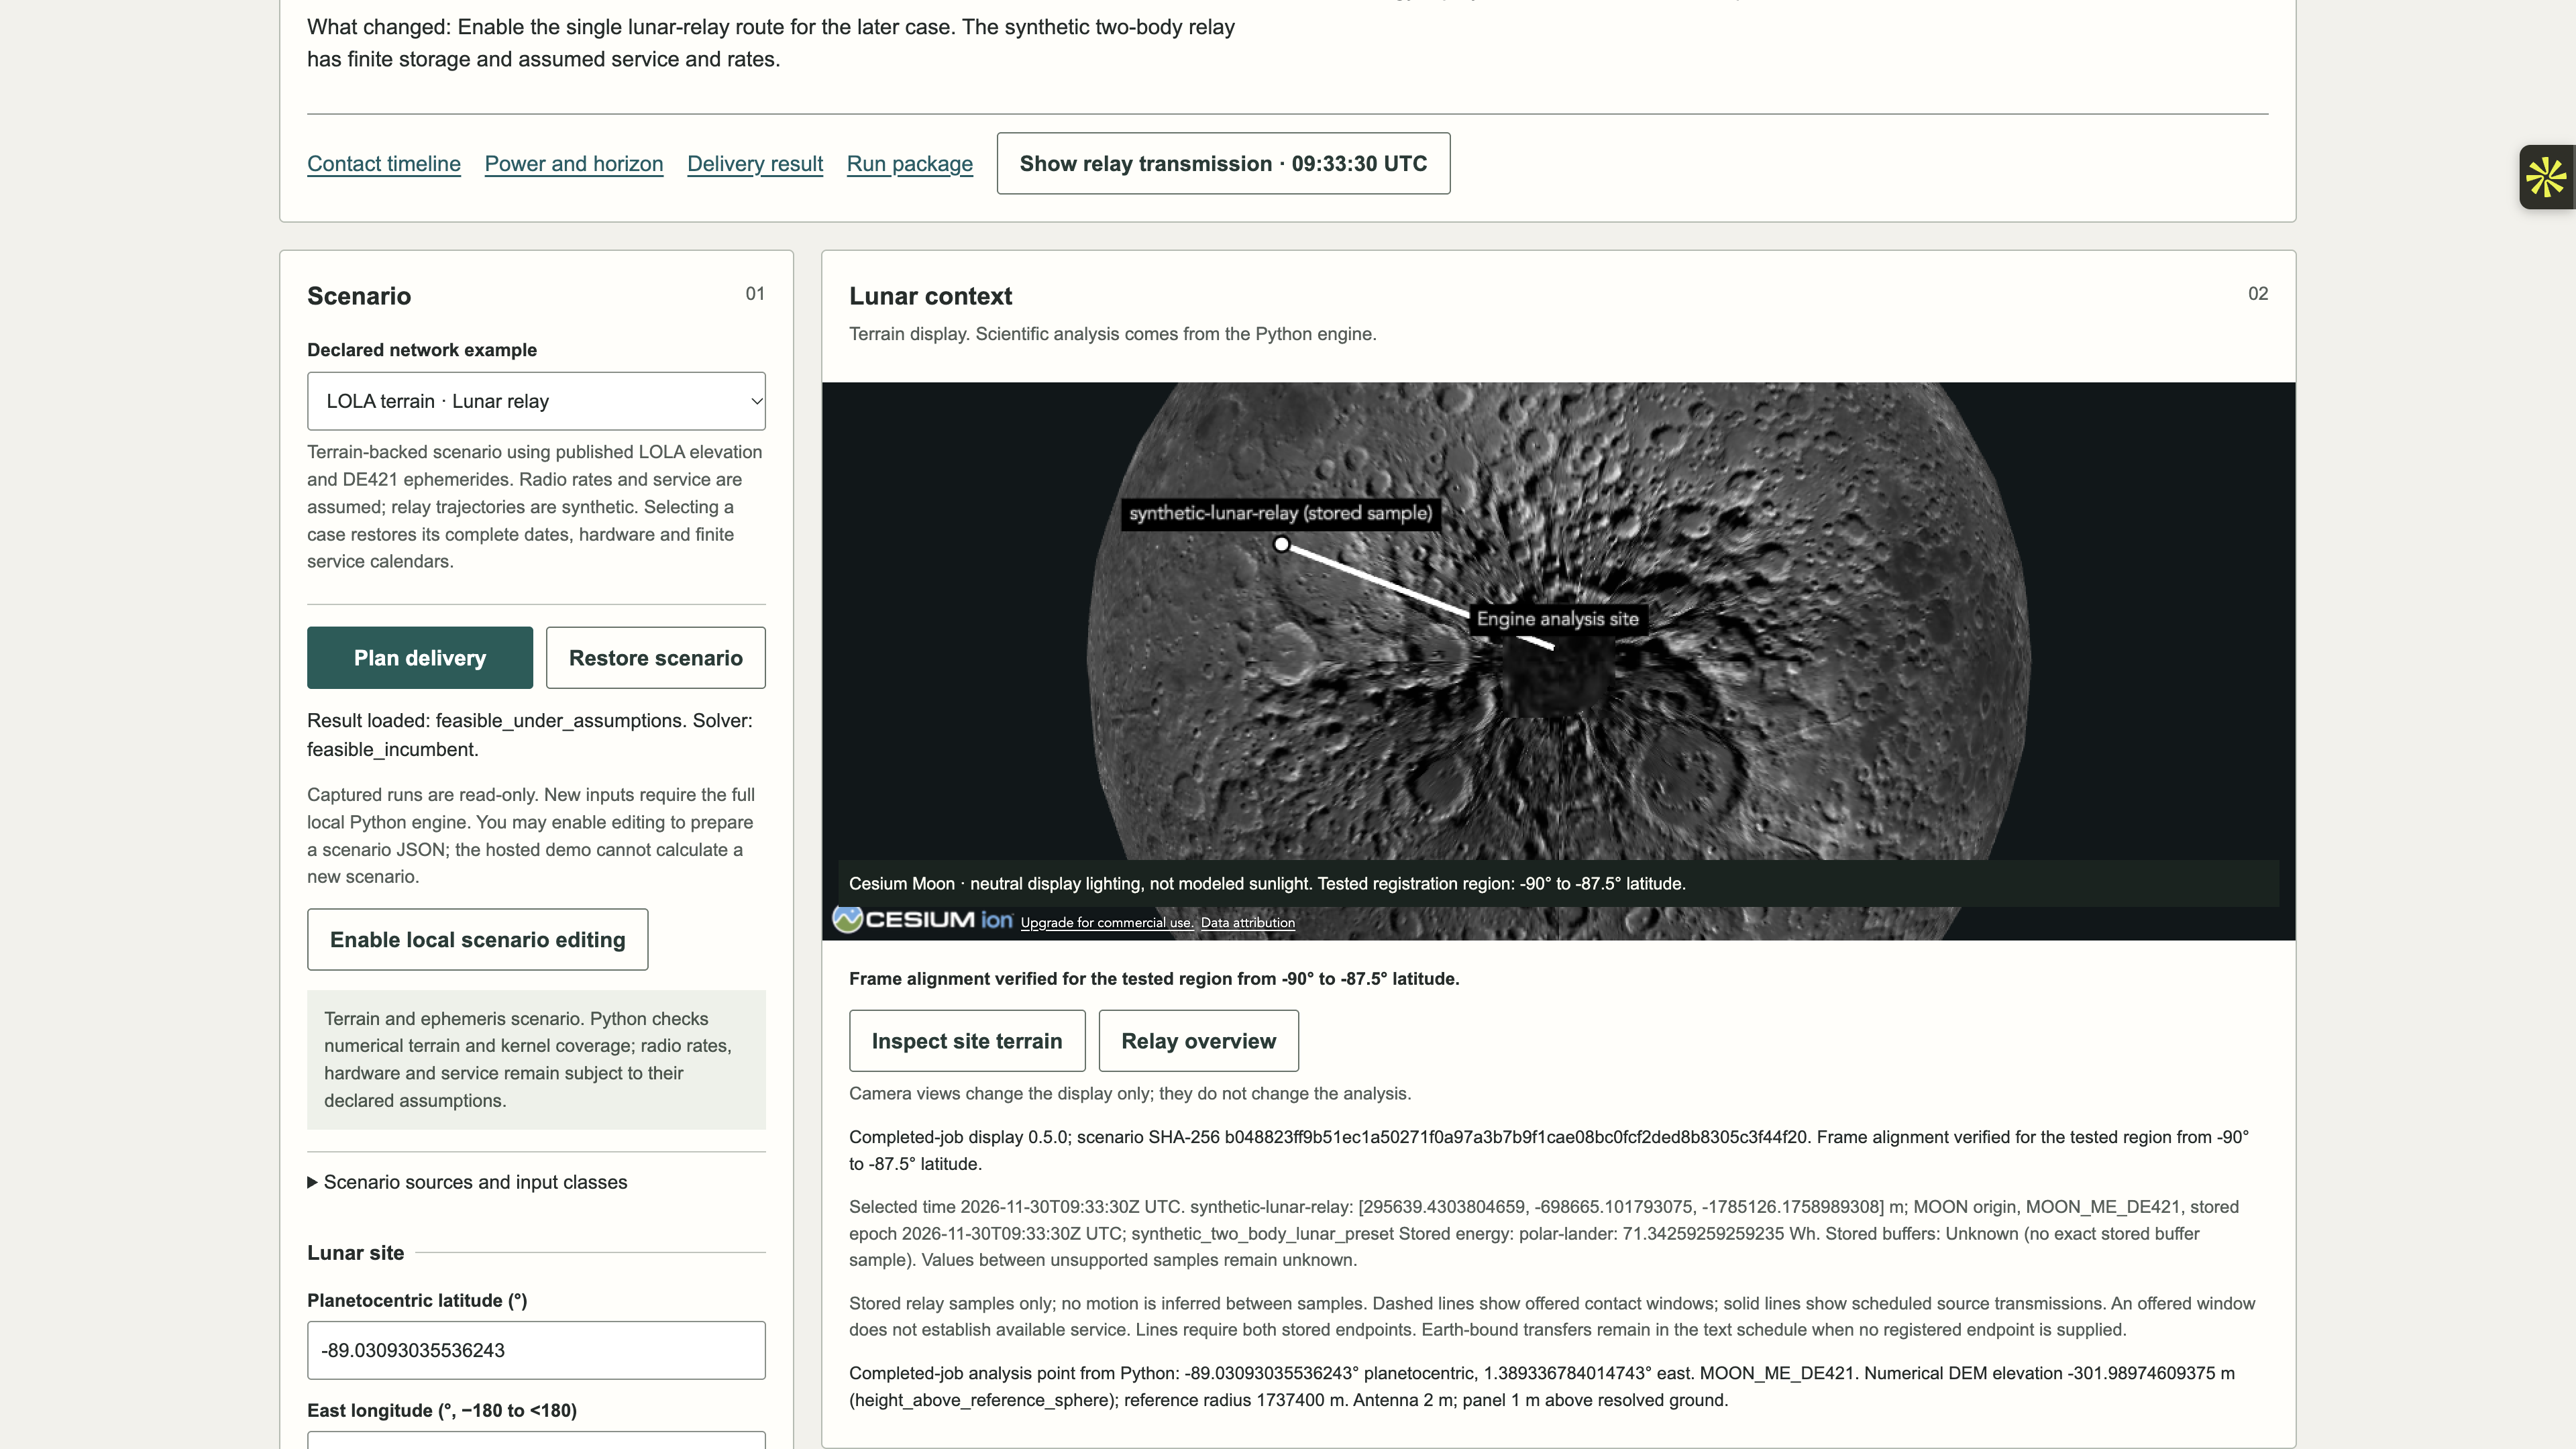 What changed: Enable the single lunar-relay route for the later case. The synthetic two-body relay
has finite storage and assumed service and rates.
Contact timeline Power and horizon Delivery result Run package Show relay transmission · 09:33:30 UTC
Scenario 01
Declared network example
LOLA terrain · Lunar relay
Terrain-backed scenario using published LOLA elevation
and DE421 ephemerides. Radio rates and service are
assumed; relay trajectories are synthetic. Selecting a
case restores its complete dates, hardware and finite
service calendars.
Plan delivery Restore scenario
Result loaded: feasible_under_assumptions. Solver:
feasible_incumbent.
Captured runs are read-only. New inputs require the full
local Python engine. You may enable editing to prepare
a scenario JSON; the hosted demo cannot calculate a
new scenario.
Enable local scenario editing
Terrain and ephemeris scenario. Python checks
numerical terrain and kernel coverage; radio rates,
hardware and service remain subject to their
declared assumptions.
▶ Scenario sources and input classes
Lunar site
Planetocentric latitude (°)
-89.03093035536243
East longitude (°, −180 to <180)
Lunar context 02
Terrain display. Scientific analysis comes from the Python engine.
synthetic-lunar-relay (stored sample)
Engine analysis site
Cesium Moon · neutral display lighting, not modeled sunlight. Tested registration region: -90° to -87.5° latitude.
CESIUM ion Upgrade for commercial use. Data attribution
Frame alignment verified for the tested region from -90° to -87.5° latitude.
Inspect site terrain Relay overview
Camera views change the display only; they do not change the analysis.
Completed-job display 0.5.0; scenario SHA-256 b048823ff9b51ec1a50271f0a97a3b7b9f1cae08bc0fcf2ded8b8305c3f44f20. Frame alignment verified for the tested region from -90°
to -87.5° latitude.
Selected time 2026-11-30T09:33:30Z UTC. synthetic-lunar-relay: [295639.4303804659, -698665.101793075, -1785126.1758989308] m; MOON origin, MOON_ME_DE421, stored
epoch 2026-11-30T09:33:30Z UTC; synthetic_two_body_lunar_preset Stored energy: polar-lander: 71.34259259259235 Wh. Stored buffers: Unknown (no exact stored buffer
sample). Values between unsupported samples remain unknown.
Stored relay samples only; no motion is inferred between samples. Dashed lines show offered contact windows; solid lines show scheduled source transmissions. An offered window
does not establish available service. Lines require both stored endpoints. Earth-bound transfers remain in the text schedule when no registered endpoint is supplied.
Completed-job analysis point from Python: -89.03093035536243° planetocentric, 1.389336784014743° east. MOON_ME_DE421. Numerical DEM elevation -301.98974609375 m
(height_above_reference_sphere); reference radius 1737400 m. Antenna 2 m; panel 1 m above resolved ground.